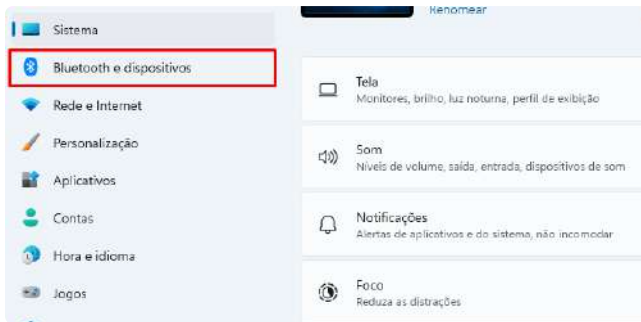 Renomear
Sistema
Bluetooth e dispositivos
Rede e Internet
Personalização
Aplicativos
Contas
Hora e idioma
Jogos
Tela
Monitores, brilho, luz noturna, perfil de exibição
Som
Níveis de volume, saída, entrada, dispositivos de som
Notificações
Alertas de aplicativos e do sistema, não incomodar
Foco
Reduza as distrações